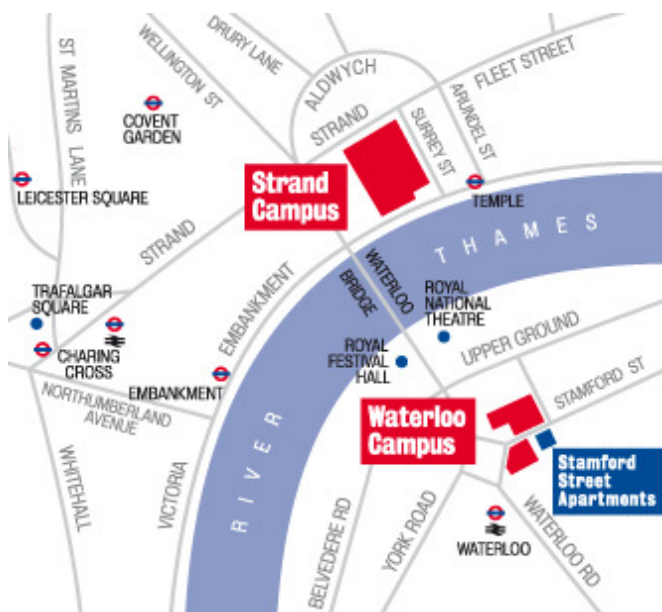 ST MARTINS LANE
WELLINGTON ST
DRURY LANE
ALDWYCH
FLEET STREET
COVENT
GARDEN
STRAND
SURREY ST
ARUNDEL ST
LEICESTER SQUARE
Strand
Campus
TEMPLE
STRAND
THAMES
TRAFALGAR
SQUARE
EMBANKMENT
WATERLOO
BRIDGE
ROYAL
NATIONAL
THEATRE
CHARING
CROSS
ROYAL
FESTIVAL
HALL
UPPER GROUND
EMBANKMENT
NORTHUMBERLAND
AVENUE
STAMFORD ST
Waterloo
Campus
WHITEHALL
VICTORIA
RIVER
Stamford
Street
Apartments
BELVEDERE RD
YORK ROAD
WATERLOO
WATERLOO RD